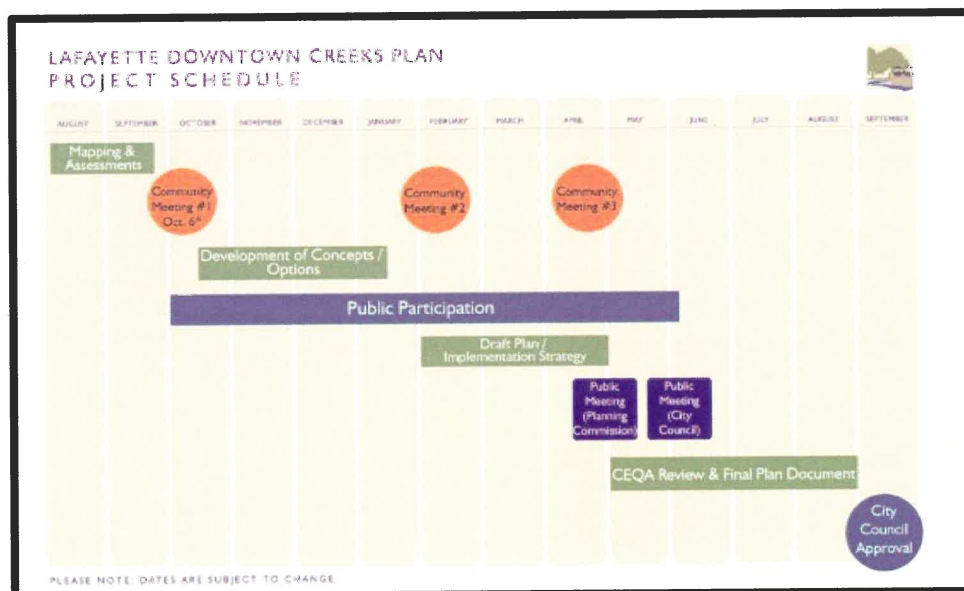 LAFAYETTE DOWNTOWN CREEKS PLAN
PROJECT SCHEDULE
AUGUST SEPTEMBER OCTOBER NOVEMBER DECEMBER JANUARY FEBRUARY MARCH APRIL MAY JUNE JULY AUGUST SEPTEMBER
Mapping &
Assessments
Community
Meeting #1
Oct. 6th
Community
Meeting #2
Community
Meeting #3
Development of Concepts /
Options
Public Participation
Draft Plan /
Implementation Strategy
Public
Meeting
(Planning
Commission)
Public
Meeting
(City
Council)
CEQA Review & Final Plan Document
City
Council
Approval
PLEASE NOTE: DATES ARE SUBJECT TO CHANGE